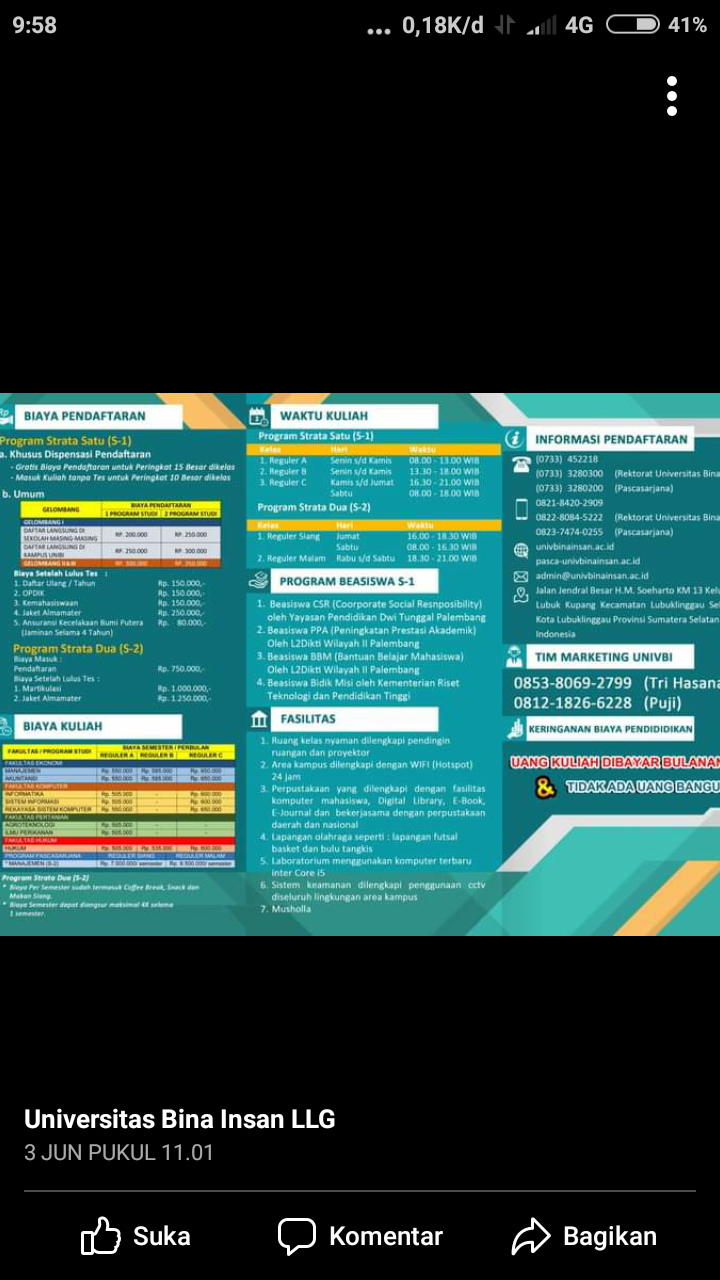 9:58
... 0,18K/d 4G 41%
BIAYA PENDAFTARAN
Program Strata Satu (S-1)
a. Khusus Dispensasi Pendaftaran
- Gratis Biaya Pendaftaran untuk Peringkat 15 Besar dikelas
- Masuk Kuliah tanpa Tes untuk Peringkat 10 Besar dikelas
b. Umum
GELOMBANG BIAYA PENDAFTARAN
1 PROGRAM STUDI 2 PROGRAM STUDI
GELOMBANG I
DAFTAR LANGSUNG DI SEKOLAH MASING-MASING RP. 200.000 RP. 250.000
DAFTAR LANGSUNG DI KAMPUS UNIBI RP. 250.000 RP. 300.000
GELOMBANG II&III RP. 300.000 RP. 350.000
Biaya Setelah Lulus Tes :
1. Daftar Ulang / Tahun Rp. 150.000,-
2. OPDIK Rp. 150.000,-
3. Kemahasiswaan Rp. 150.000,-
4. Jaket Almamater Rp. 250.000,-
5. Ansuransi Kecelakaan Bumi Putera Rp. 80.000,-
(Jaminan Selama 4 Tahun)
Program Strata Dua (S-2)
Biaya Masuk :
Pendaftaran Rp. 750.000,-
Biaya Setelah Lulus Tes :
1. Martikulasi Rp. 1.000.000,-
2. Jaket Almamater Rp. 1.250.000,-
BIAYA KULIAH
FAKULTAS / PROGRAM STUDI BIAYA SEMESTER / PERBULAN
REGULER A REGULER B REGULER C
FAKULTAS EKONOMI
MANAJEMEN Rp. 550.000 Rp. 585.000 Rp. 650.000
AKUNTANSI Rp. 550.000 Rp. 585.000 Rp. 650.000
FAKULTAS KOMPUTER
INFORMATIKA Rp. 505.000 - Rp. 600.000
SISTEM INFORMASI Rp. 505.000 - Rp. 600.000
REKAYASA SISTEM KOMPUTER Rp. 550.000 - Rp. 650.000
FAKULTAS PERTANIAN
AGROTEKNOLOGI Rp. 505.000 - -
ILMU PERIKANAN Rp. 505.000 - -
FAKULTAS HUKUM
HUKUM Rp. 505.000 Rp. 535.000 Rp. 600.000
PROGRAM PASCASARJANA REGULER SIANG REGULER MALAM
* MANAJEMEN (S-2) Rp. 7.000.000/ semester Rp. 8.500.000/ semester
Program Strata Dua (S-2)
* Biaya Per Semester sudah termasuk Coffee Break, Snack dan
Makan Siang.
* Biaya Semester dapat diangsur maksimal 4X selama
1 semester.
WAKTU KULIAH
Program Strata Satu (S-1)
Kelas Hari Waktu
1. Reguler A Senin s/d Kamis 08.00 - 13.00 WIB
2. Reguler B Senin s/d Kamis 13.30 - 18.00 WIB
3. Reguler C Kamis s/d Jumat 16.30 - 21.00 WIB
Sabtu 08.00 - 18.00 WIB
Program Strata Dua (S-2)
Kelas Hari Waktu
1. Reguler Siang Jumat 16.00 - 18.30 WIB
Sabtu 08.00 - 16.30 WIB
2. Reguler Malam Rabu s/d Sabtu 18.30 - 21.00 WIB
PROGRAM BEASISWA S-1
1. Beasiswa CSR (Coorporate Social Resnposibility)
oleh Yayasan Pendidikan Dwi Tunggal Palembang
2. Beasiswa PPA (Peningkatan Prestasi Akademik)
Oleh L2Dikti Wilayah II Palembang
3. Beasiswa BBM (Bantuan Belajar Mahasiswa)
Oleh L2Dikti Wilayah II Palembang
4. Beasiswa Bidik Misi oleh Kementerian Riset
Teknologi dan Pendidikan Tinggi
FASILITAS
1. Ruang kelas nyaman dilengkapi pendingin
ruangan dan proyektor
2. Area kampus dilengkapi dengan WIFI (Hotspot)
24 jam
3. Perpustakaan yang dilengkapi dengan fasilitas
komputer mahasiswa, Digital Library, E-Book,
E-Journal dan bekerjasama dengan perpustakaan
daerah dan nasional
4. Lapangan olahraga seperti : lapangan futsal
basket dan bulu tangkis
5. Laboratorium menggunakan komputer terbaru
inter Core i5
6. Sistem keamanan dilengkapi penggunaan cctv
diseluruh lingkungan area kampus
7. Musholla
INFORMASI PENDAFTARAN
(0733) 452218
(0733) 3280300 (Rektorat Universitas Bina
(0733) 3280200 (Pascasarjana)
0821-8420-2909
0822-8084-5222 (Rektorat Universitas Bina
0823-7474-0255 (Pascasarjana)
univbinainsan.ac.id
pasca-univbinainsan.ac.id
admin@univbinainsan.ac.id
Jalan Jendral Besar H.M. Soeharto KM 13 Kelu
Lubuk Kupang Kecamatan Lubuklinggau Se
Kota Lubuklinggau Provinsi Sumatera Selatan
Indonesia
TIM MARKETING UNIVBI
0853-8069-2799 (Tri Hasana
0812-1826-6228 (Puji)
KERINGANAN BIAYA PENDIDIDIKAN
UANG KULIAH DIBAYAR BULANAN
& TIDAK ADA UANG BANGU
Universitas Bina Insan LLG
3 JUN PUKUL 11.01
Suka
Komentar
Bagikan